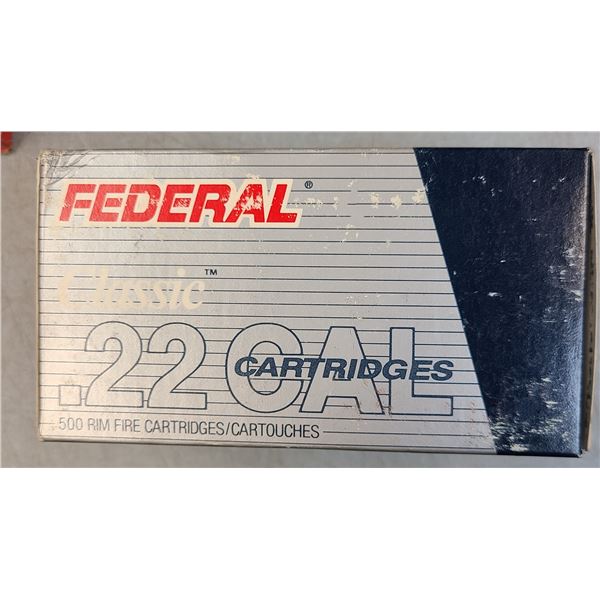 FEDERAL®
Classic™
.22 CAL
CARTRIDGES
500 RIM FIRE CARTRIDGES/CARTOUCHES